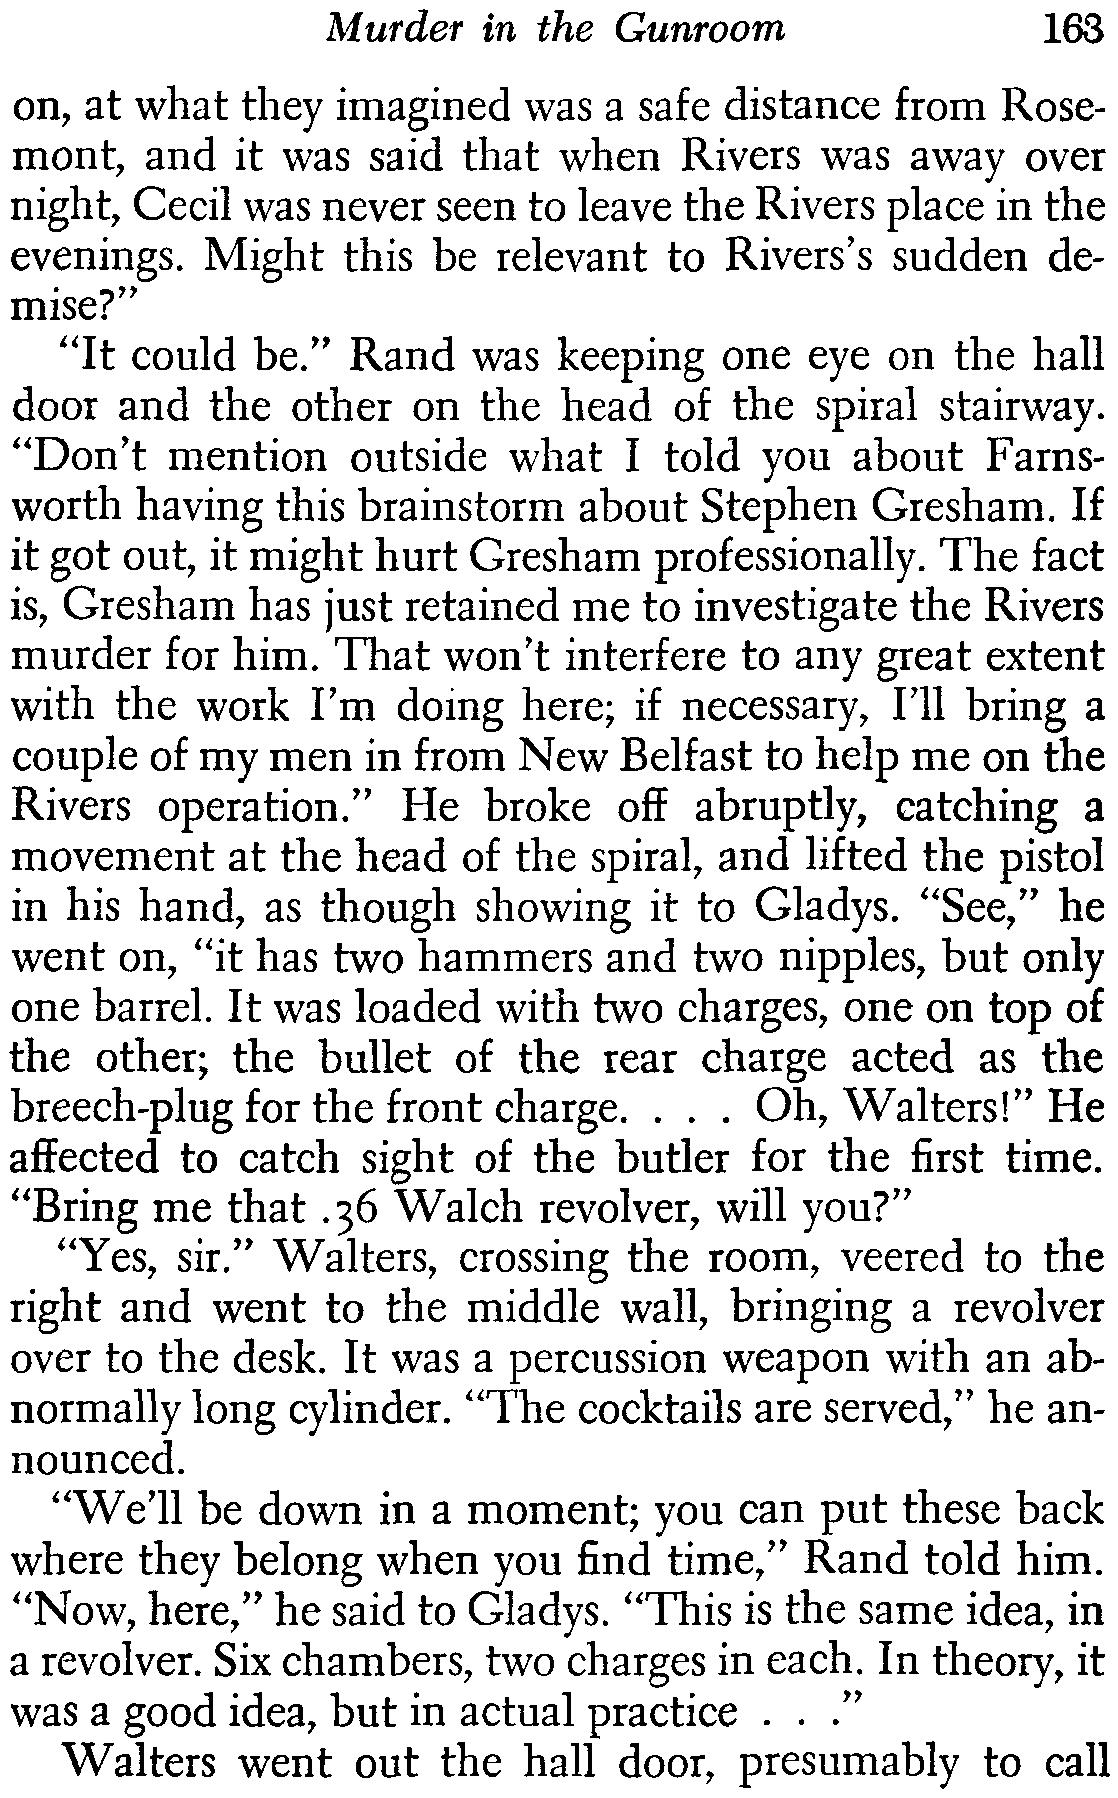 Murder in the Gunroom 163
on, at what they imagined was a safe distance from Rose-
mont, and it was said that when Rivers was away over
night, Cecil was never seen to leave the Rivers place in the
evenings. Might this be relevant to Rivers's sudden de-
mise?”
“It could be.” Rand was keeping one eye on the hall
door and the other on the head of the spiral stairway.
“Don't mention outside what I told you about Farns-
worth having this brainstorm about Stephen Gresham. If
it got out, it might hurt Gresham professionally. The fact
is, Gresham has just retained me to investigate the Rivers
murder for him. That won't interfere to any great extent
with the work I'm doing here; if necessary, I'll bring a
couple of my men in from New Belfast to help me on the
Rivers operation.” He broke off abruptly, catching a
movement at the head of the spiral, and lifted the pistol
in his hand, as though showing it to Gladys. “See,” he
went on, “it has two hammers and two nipples, but only
one barrel. It was loaded with two charges, one on top of
the other; the bullet of the rear charge acted as the
breech-plug for the front charge. . . . Oh, Walters!” He
affected to catch sight of the butler for the first time.
“Bring me that .36 Walch revolver, will you?”
“Yes, sir.” Walters, crossing the room, veered to the
right and went to the middle wall, bringing a revolver
over to the desk. It was a percussion weapon with an ab-
normally long cylinder. “The cocktails are served,” he an-
nounced.
“We'll be down in a moment; you can put these back
where they belong when you find time,” Rand told him.
“Now, here,” he said to Gladys. “This is the same idea, in
a revolver. Six chambers, two charges in each. In theory, it
was a good idea, but in actual practice . . .”
Walters went out the hall door, presumably to call